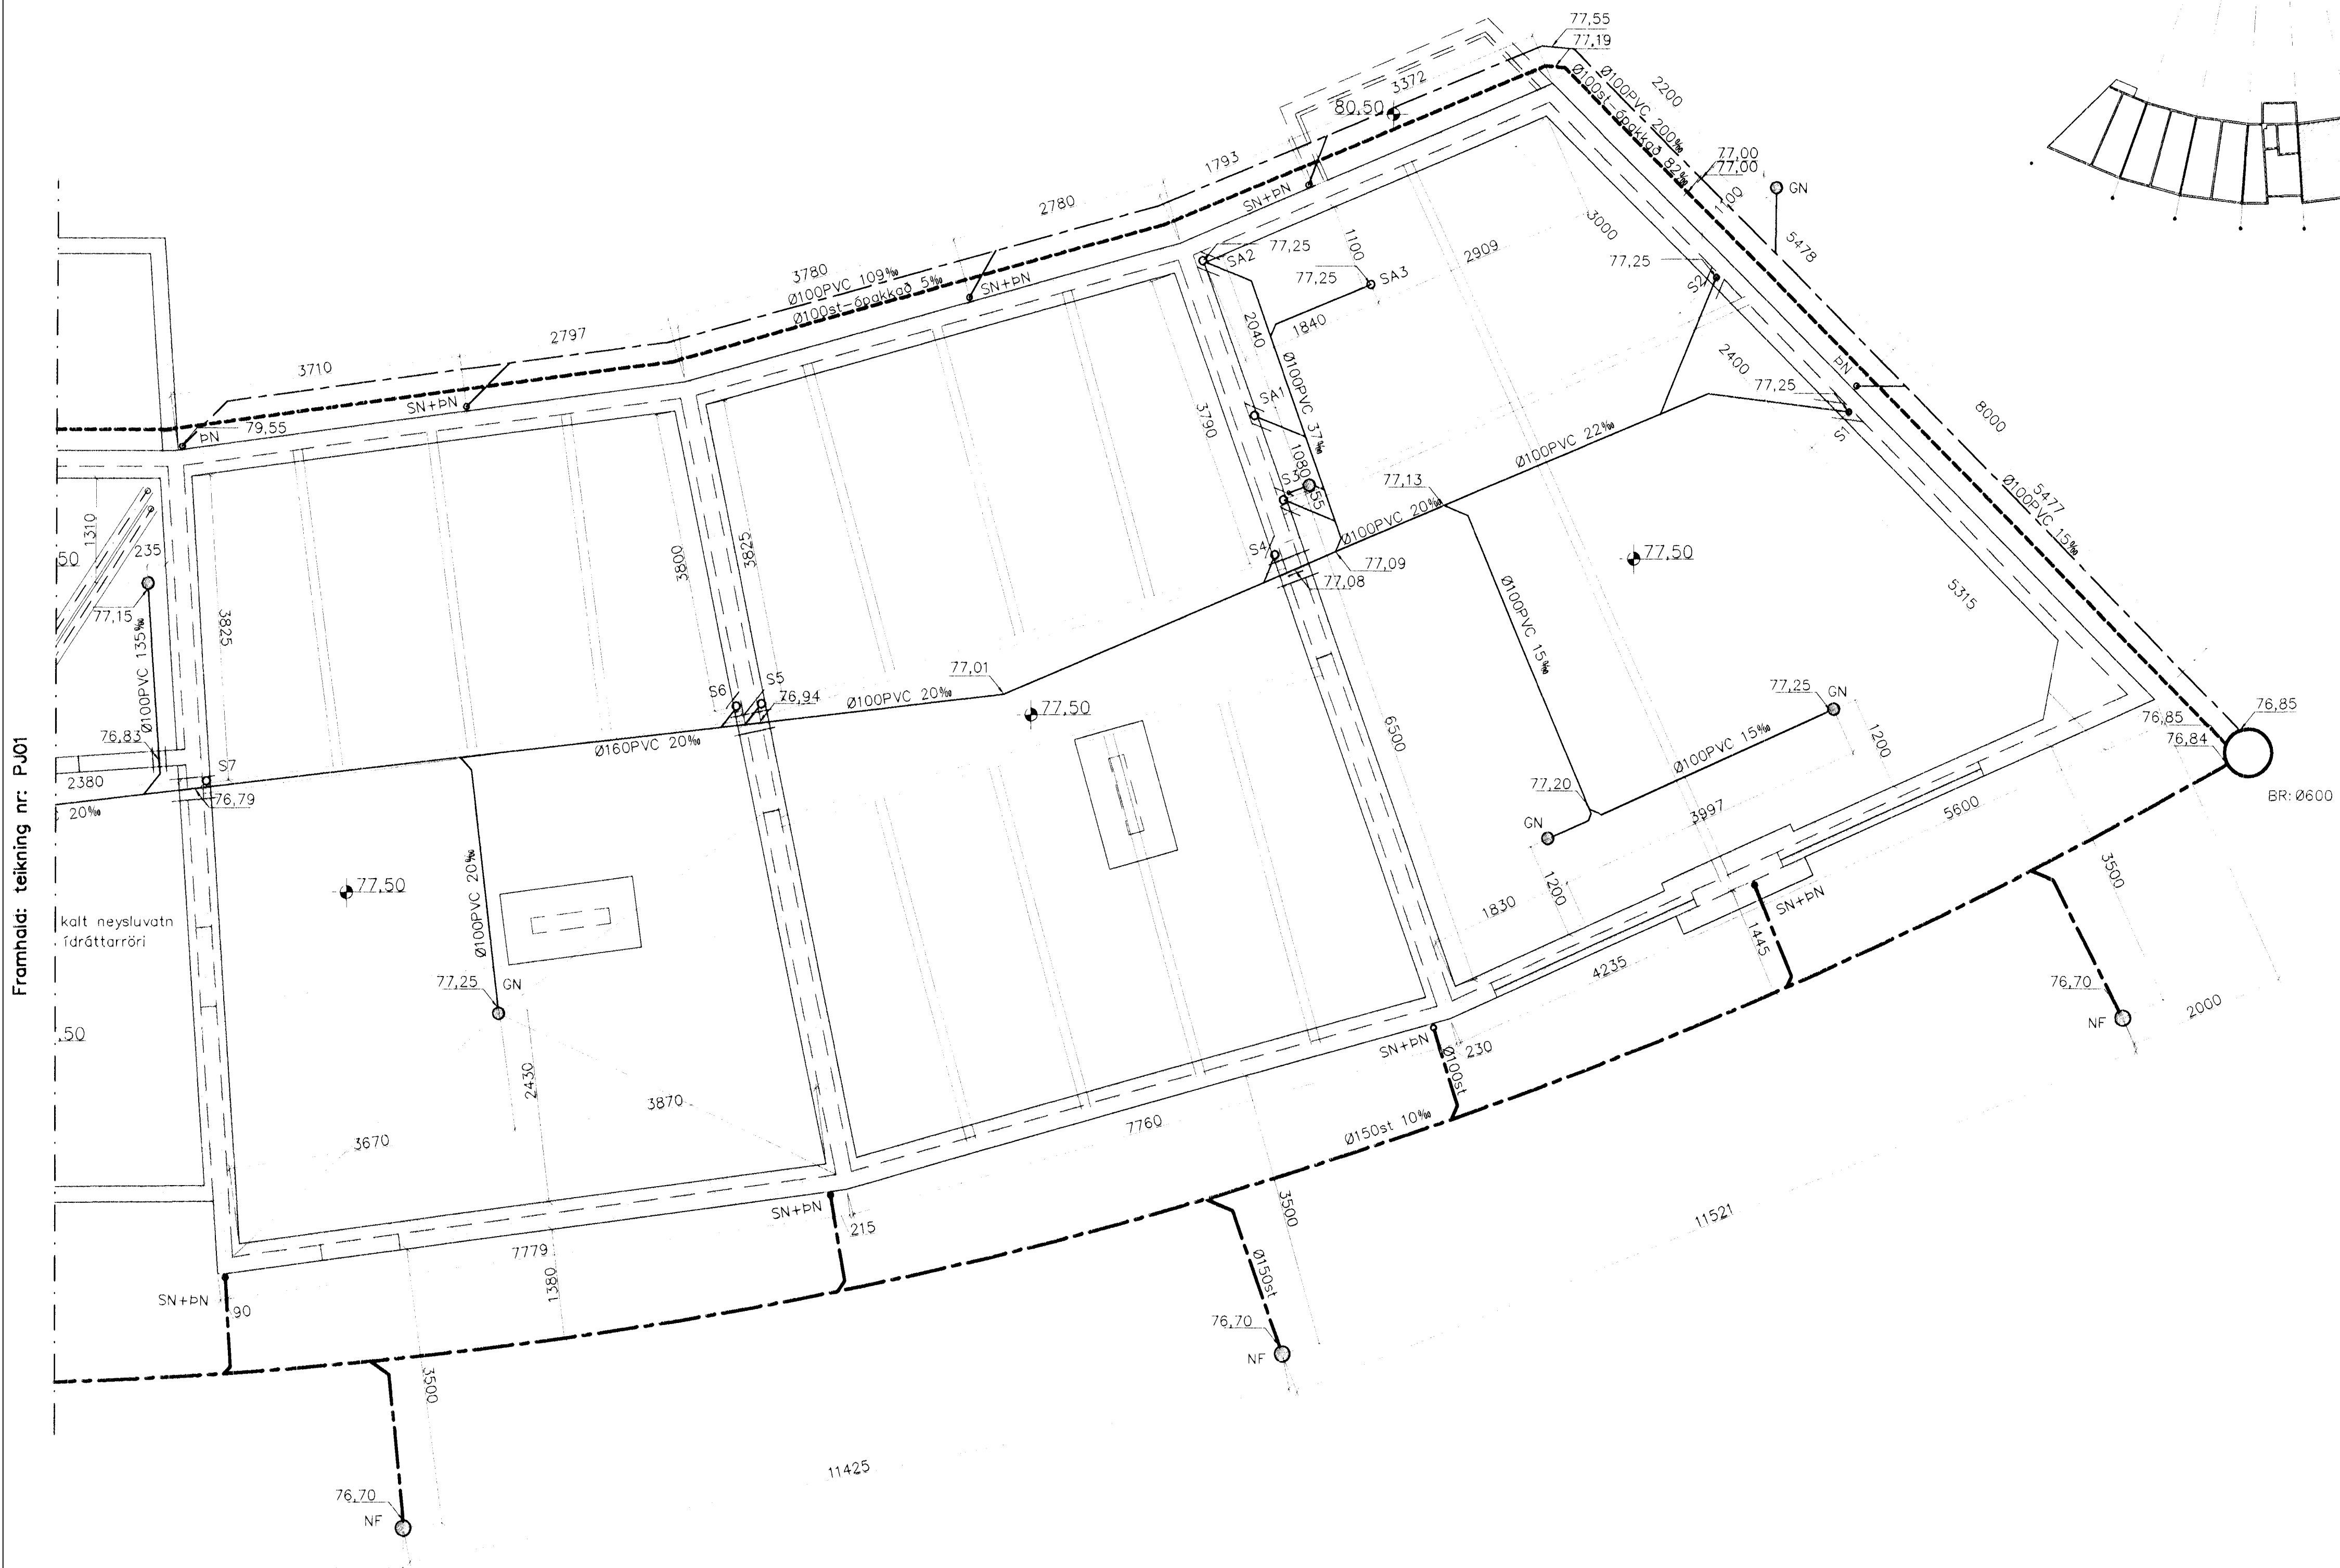 77,55
77,19
3372
80,50
Ø100PVC 200‰
2200
Ø100st-ópakkað 82‰
77,00
77,00
1100
GN
5478
1793
2780
SN+ÞN
3780
Ø100PVC 109‰
Ø100st-ópakkað 5‰
SN+ÞN
77,25
SA2
1100
77,25
SA3
2909
3000
77,25
S2
2797
3710
SN+ÞN
79,55
ÞN
2040
1840
Ø100PVC 37‰
2400
77,25
ÞN
S1
8000
5477
Ø100PVC 15‰
3790
SA1
1080
S3
55
77,13
Ø100PVC 22‰
Ø100PVC 20‰
S4
77,09
77,08
77,50
Ø100PVC 15‰
5315
1310
50
235
77,15
Ø100PVC 135‰
3825
3800
3825
77,01
S6
S5
76,94
Ø100PVC 20‰
77,50
6500
77,25
GN
1200
Ø100PVC 15‰
76,85
76,85
76,84
BR: Ø600
76,83
S7
2380
76,79
20‰
Ø160PVC 20‰
77,20
GN
3997
5600
1200
1830
SN+ÞN
1445
4235
3500
76,70
NF
2000
Framhald: teikning nr: PJ01
77,50
Ø100PVC 20‰
kalt neysluvatn
ídráttarröri
77,25
GN
,50
2430
3870
3670
SN+ÞN
230
Ø100st
7760
Ø150st 10‰
SN+ÞN
215
7779
1380
SN+ÞN
90
3500
Ø150st
76,70
NF
11521
3500
11425
76,70
NF